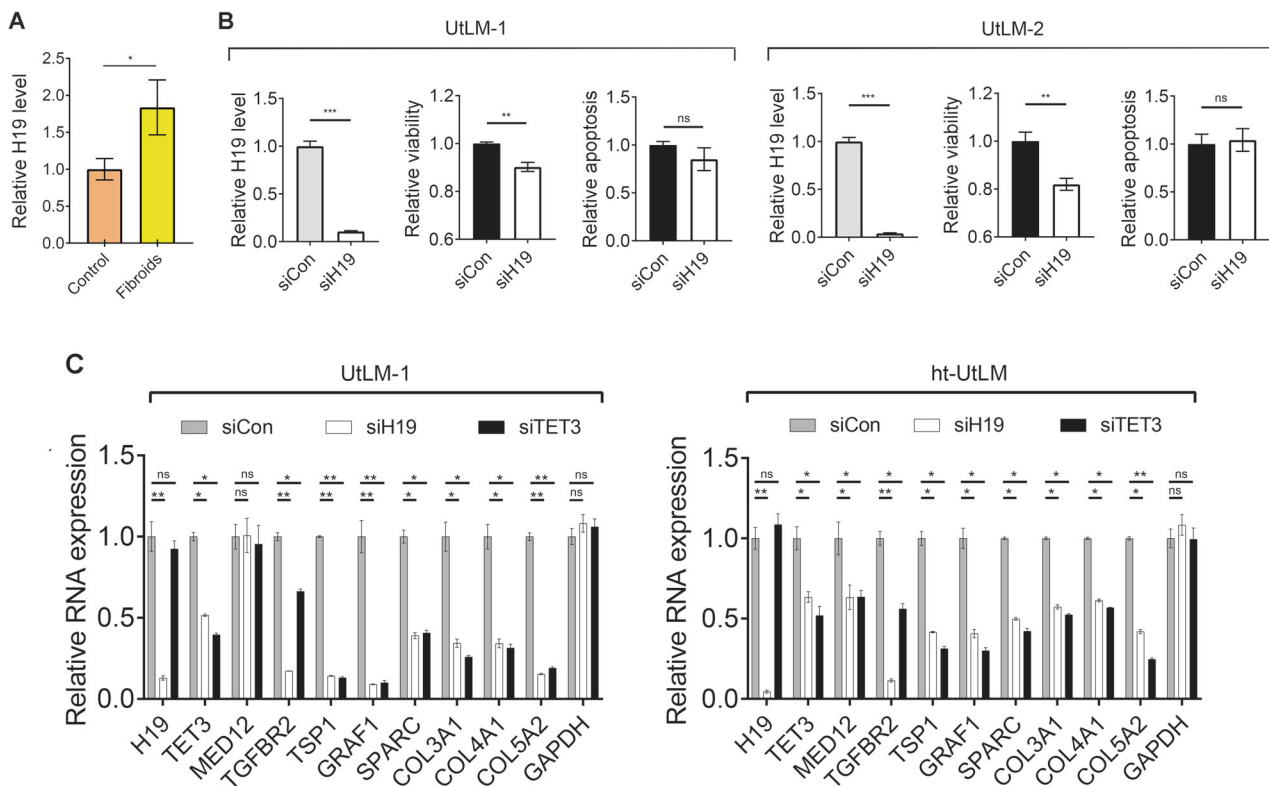 A
Relative H19 level
2.5
2.0
1.5
1.0
0.5
0.0
*
Control
Fibroids
B
UtLM-1
Relative H19 level
1.5
1.0
0.5
0.0
***
siCon
siH19
Relative viability
1.2
1.0
0.8
0.6
**
siCon
siH19
Relative apoptosis
1.5
1.0
0.5
0.0
ns
siCon
siH19
UtLM-2
Relative H19 level
1.5
1.0
0.5
0.0
***
siCon
siH19
Relative viability
1.2
1.0
0.8
0.6
**
siCon
siH19
Relative apoptosis
1.5
1.0
0.5
0.0
ns
siCon
siH19
C
UtLM-1
siCon siH19 siTET3
Relative RNA expression
1.5
1.0
0.5
0.0
ns * ns * ** ** * * * ** ns
** * ns ** ** ** * * * ** ns
H19
TET3
MED12
TGFBR2
TSP1
GRAF1
SPARC
COL3A1
COL4A1
COL5A2
GAPDH
ht-UtLM
siCon siH19 siTET3
Relative RNA expression
1.5
1.0
0.5
0.0
ns * * * * * * * * ** ns
** * * ** * * * * * * ns
H19
TET3
MED12
TGFBR2
TSP1
GRAF1
SPARC
COL3A1
COL4A1
COL5A2
GAPDH